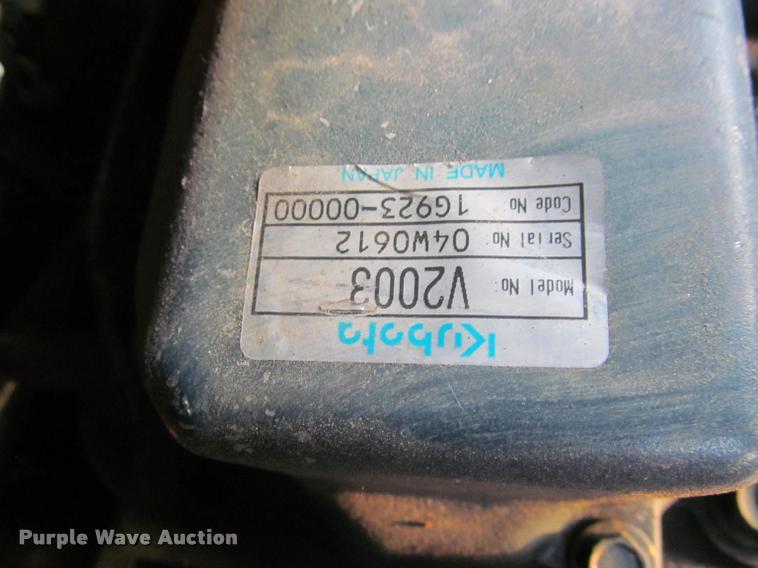 Kubota
Model No: V2003
Serial No: 04W0612
Code No: 1G923-00000
MADE IN JAPAN
Purple Wave Auction